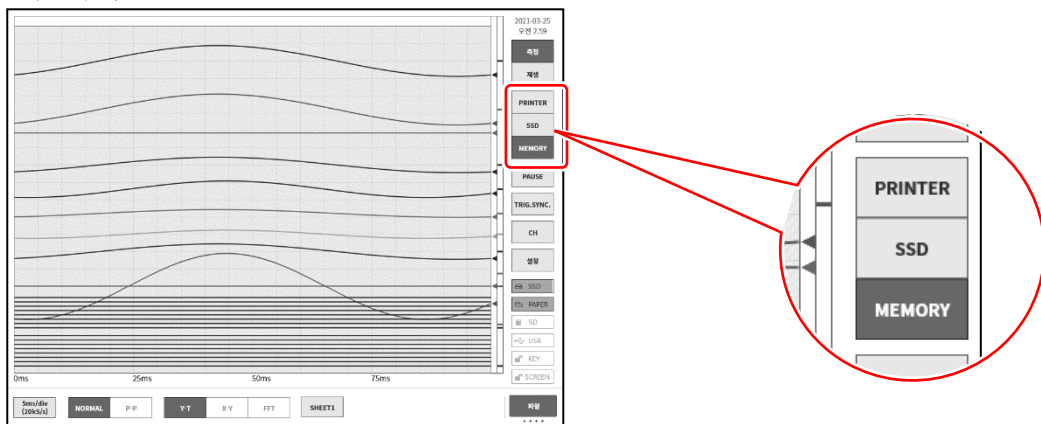 2021-03-25
오전 2:59
측정
재생
PRINTER
SSD
MEMORY
PAUSE
TRIG.SYNC.
CH
설정
SSD
PAPER
SD
USB
KEY
SCREEN
0ms 25ms 50ms 75ms
5ms/div
(20kS/s)
NORMAL P-P Y-T X-Y FFT SHEET1 파형
PRINTER
SSD
MEMORY